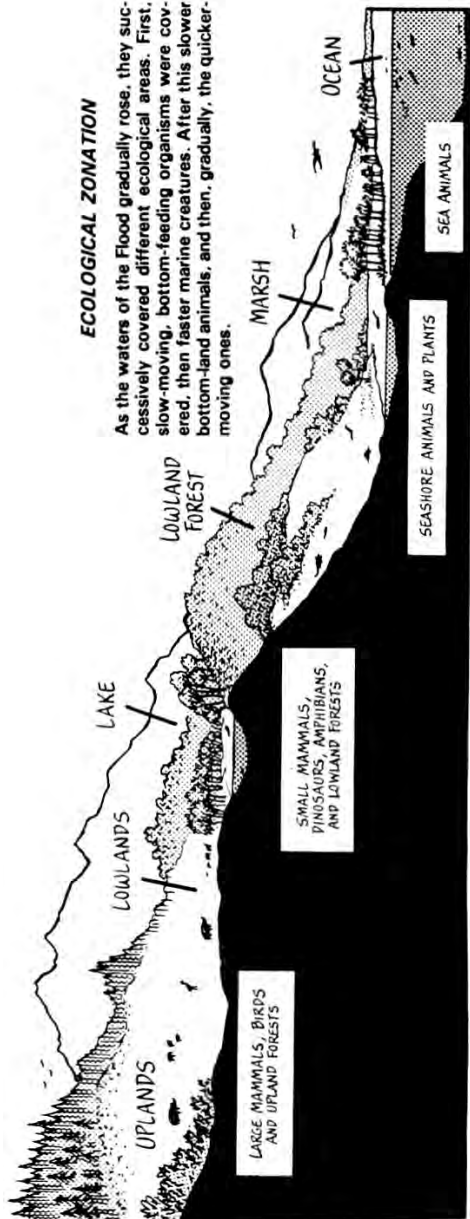 ECOLOGICAL ZONATION
As the waters of the Flood gradually rose, they suc-
cessively covered different ecological areas. First,
slow-moving, bottom-feeding organisms were cov-
ered, then faster marine creatures. After this slower
bottom-land animals, and then, gradually, the quicker-
moving ones.
UPLANDS
LOWLANDS
LAKE
LOWLAND
FOREST
MARSH
OCEAN
LARGE MAMMALS, BIRDS
AND UPLAND FORESTS
SMALL MAMMALS,
DINOSAURS, AMPHIBIANS,
AND LOWLAND FORESTS
SEASHORE ANIMALS AND PLANTS
SEA ANIMALS